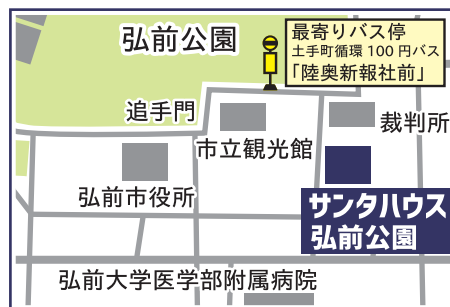 弘前公園
最寄りバス停
土手町循環100円バス
「陸奥新報社前」
追手門
市立観光館
裁判所
弘前市役所
サンタハウス
弘前公園
弘前大学医学部附属病院